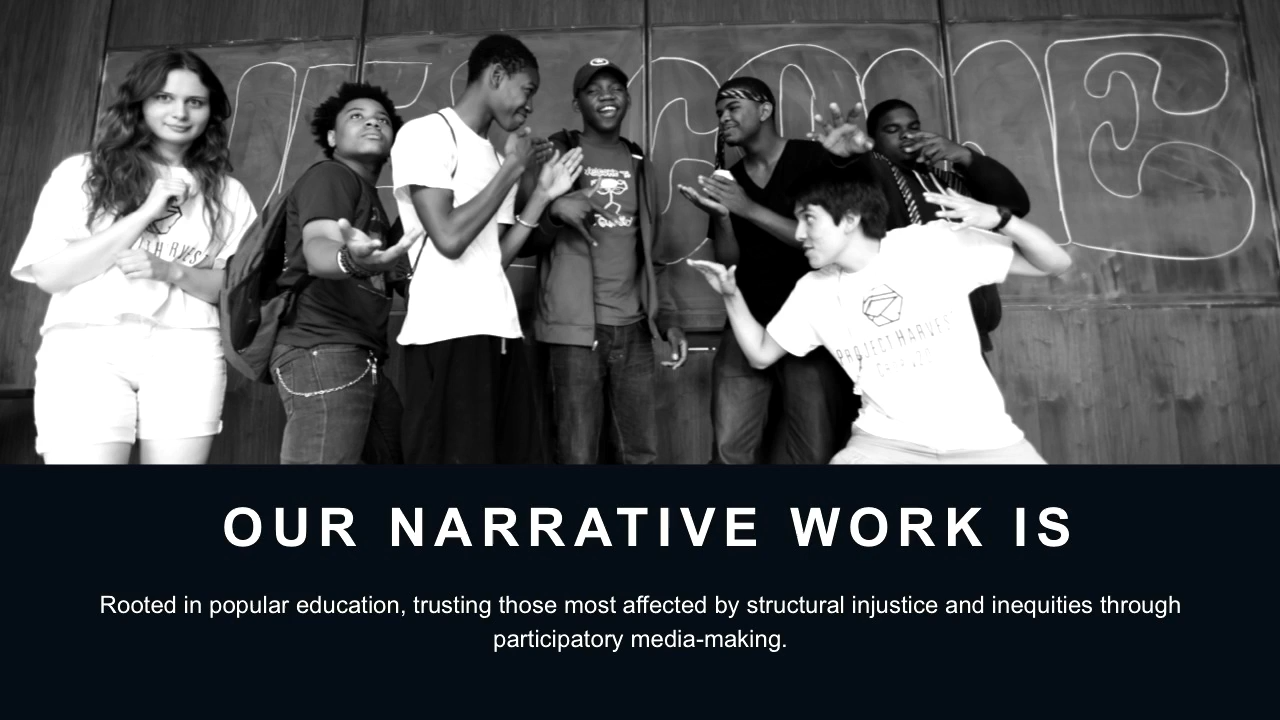 WELCOME
PROJECT HARVEST
OUR NARRATIVE WORK IS
Rooted in popular education, trusting those most affected by structural injustice and inequities through
participatory media-making.